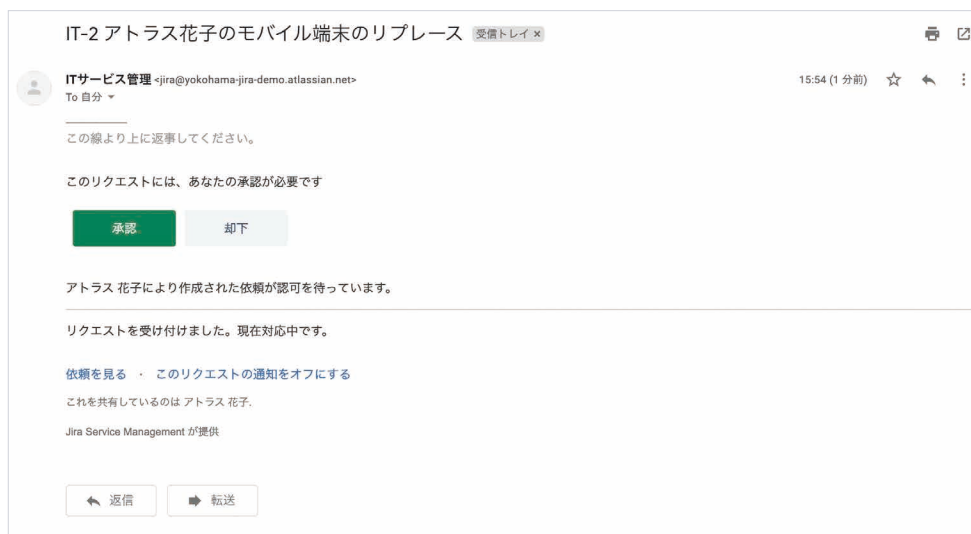 IT-2 アトラス花子のモバイル端末のリプレース 受信トレイ ×
ITサービス管理 <jira@yokohama-jira-demo.atlassian.net> 15:54 (1 分前)
To 自分
この線より上に返事してください。
このリクエストには、あなたの承認が必要です
承認 却下
アトラス 花子により作成された依頼が認可を待っています。
リクエストを受け付けました。現在対応中です。
依頼を見る ・ このリクエストの通知をオフにする
これを共有しているのは アトラス 花子.
Jira Service Management が提供
返信 転送